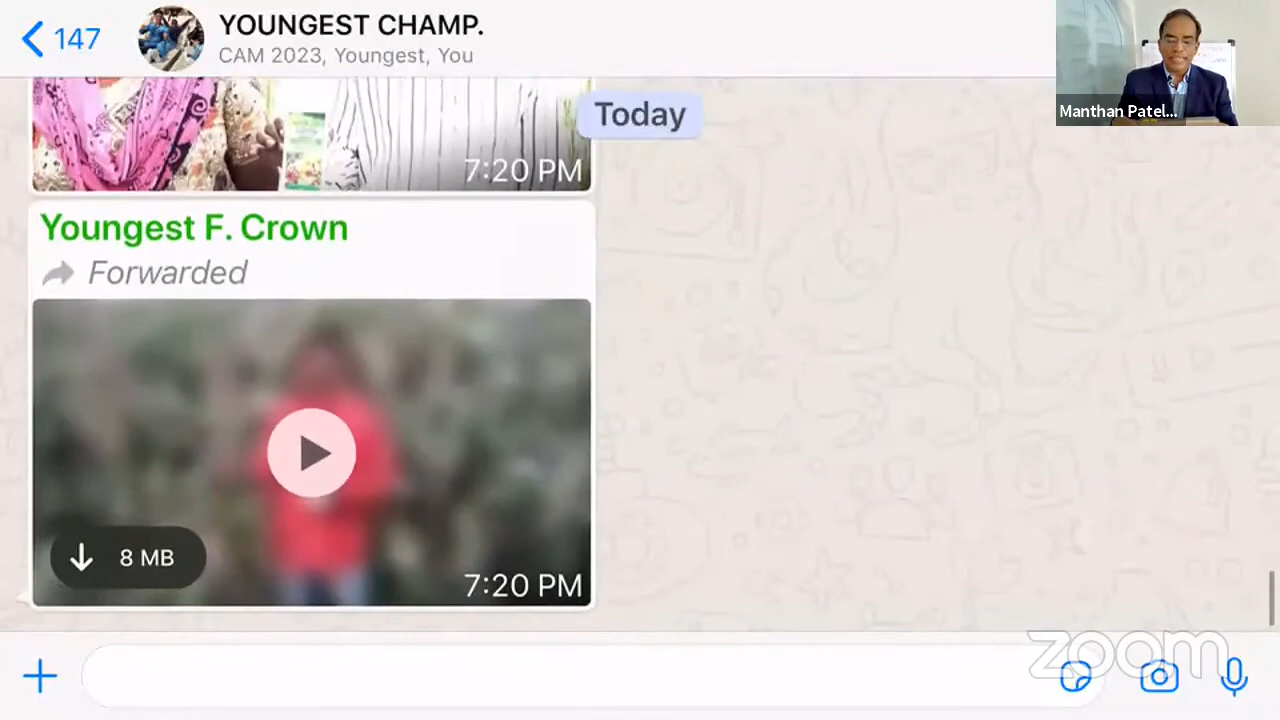 147
YOUNGEST CHAMP.
CAM 2023, Youngest, You
Manthan Patel...
Today
7:20 PM
Youngest F. Crown
Forwarded
8 MB
7:20 PM
zoom